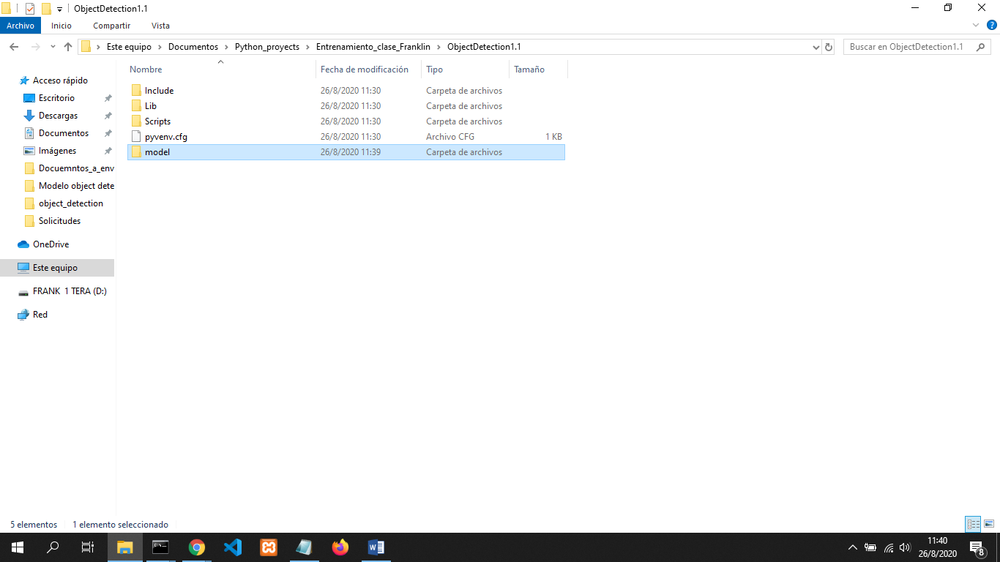 ObjectDetection1.1
Archivo Inicio Compartir Vista
Este equipo Documentos Python_proyects Entrenamiento_clase_Franklin ObjectDetection1.1 Buscar en ObjectDetection1.1
Nombre Fecha de modificación Tipo Tamaño
Include 26/8/2020 11:30 Carpeta de archivos
Lib 26/8/2020 11:30 Carpeta de archivos
Scripts 26/8/2020 11:30 Carpeta de archivos
pyvenv.cfg 26/8/2020 11:30 Archivo CFG 1 KB
model 26/8/2020 11:39 Carpeta de archivos
Acceso rápido
Escritorio
Descargas
Documentos
Imágenes
Docuemntos_a_env
Modelo object dete
object_detection
Solicitudes
OneDrive
Este equipo
FRANK 1 TERA (D:)
Red
5 elementos 1 elemento seleccionado
11:40
26/8/2020
8